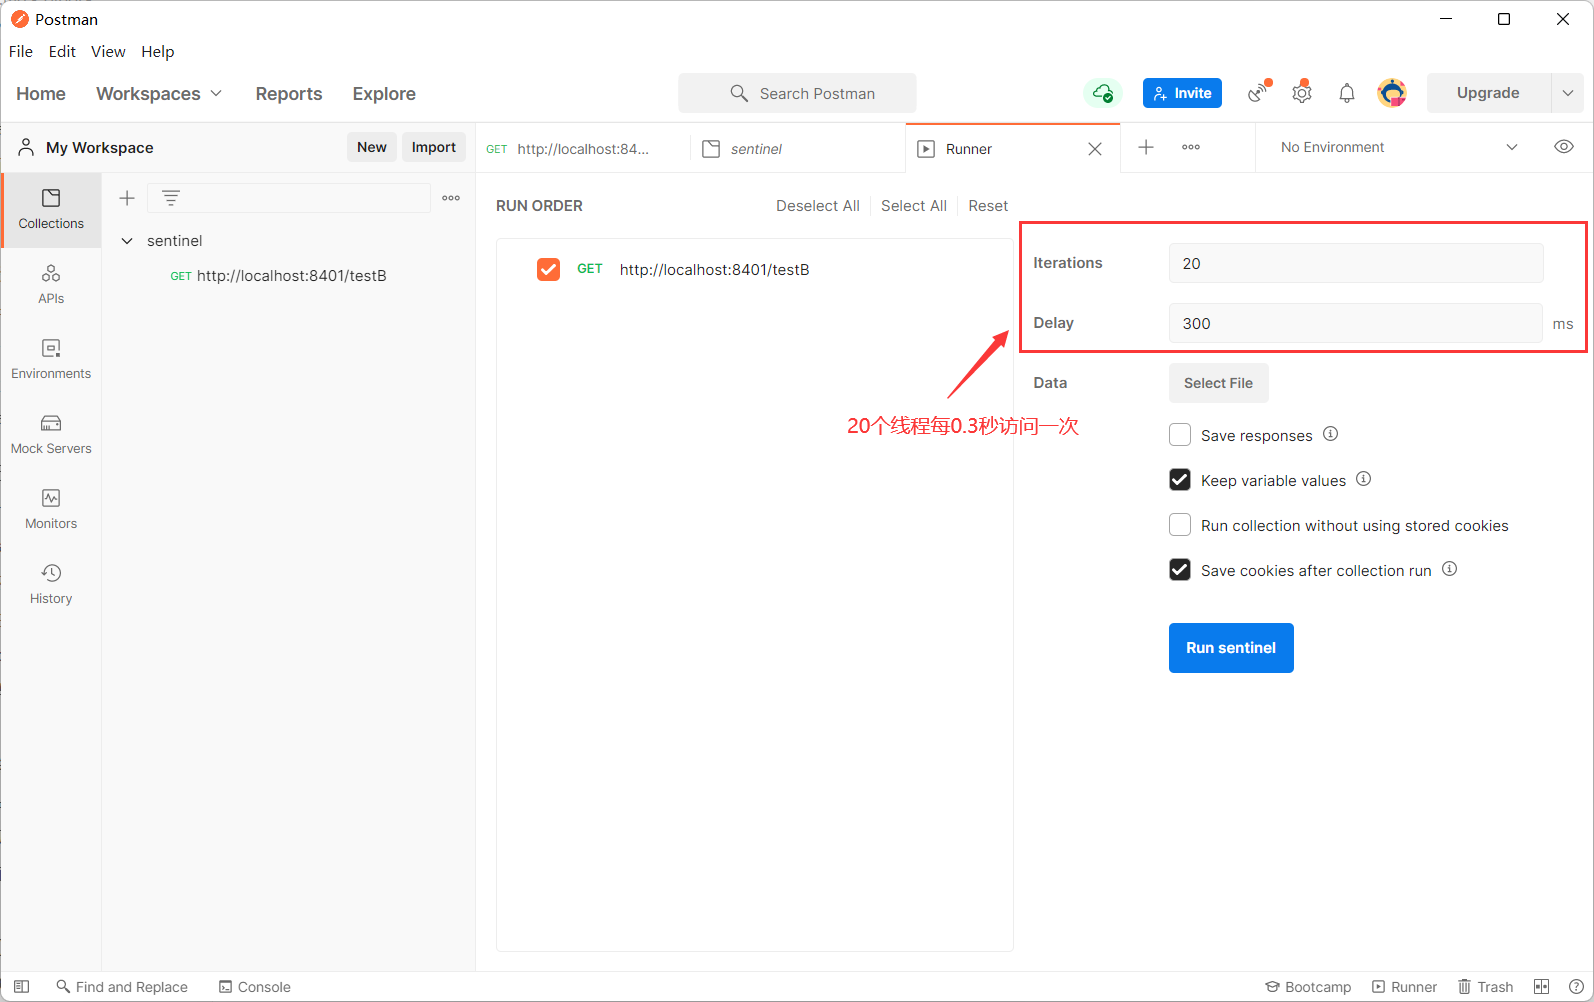 Postman
File Edit View Help
Home Workspaces Reports Explore Search Postman Invite Upgrade
My Workspace New Import GET http://localhost:84... sentinel Runner No Environment
RUN ORDER Deselect All Select All Reset
Collections
sentinel
GET http://localhost:8401/testB
APIs
Environments
Mock Servers
Monitors
History
GET http://localhost:8401/testB
Iterations 20
Delay 300 ms
20个线程每0.3秒访问一次
Data Select File
Save responses
Keep variable values
Run collection without using stored cookies
Save cookies after collection run
Run sentinel
Find and Replace Console Bootcamp Runner Trash